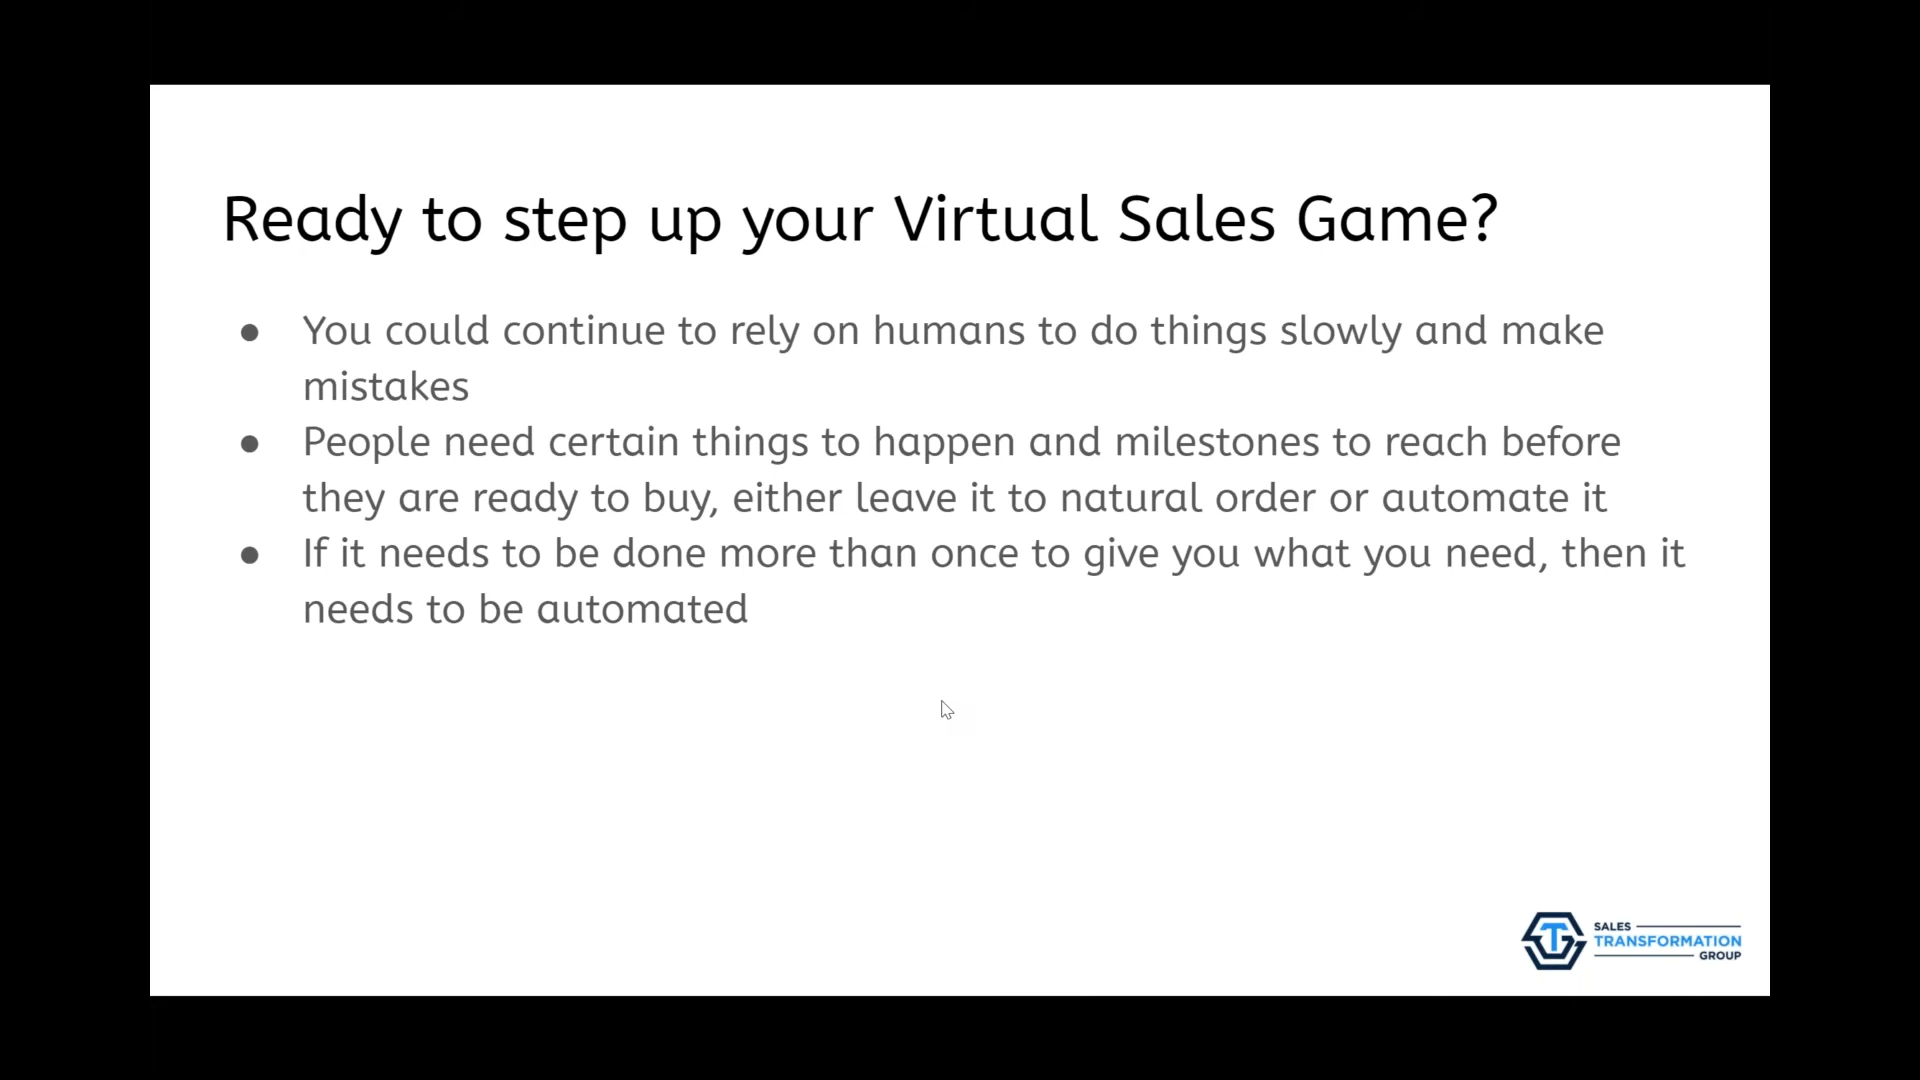 Ready to step up your Virtual Sales Game?
● You could continue to rely on humans to do things slowly and make
mistakes
● People need certain things to happen and milestones to reach before
they are ready to buy, either leave it to natural order or automate it
● If it needs to be done more than once to give you what you need, then it
needs to be automated
SALES
TRANSFORMATION
GROUP